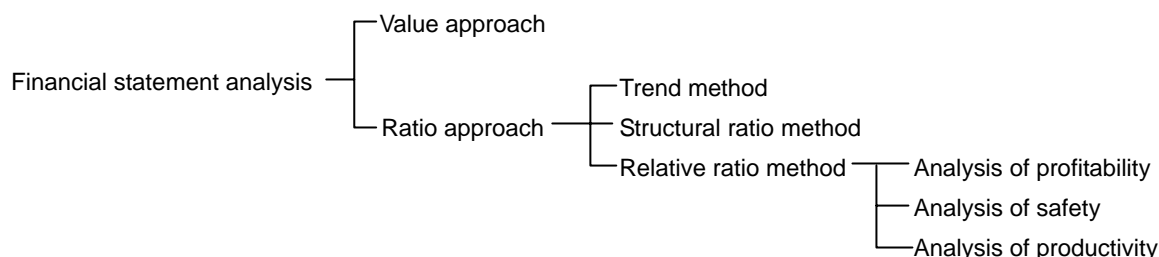 Value approach
Financial statement analysis
Trend method
Ratio approach
Structural ratio method
Relative ratio method
Analysis of profitability
Analysis of safety
Analysis of productivity